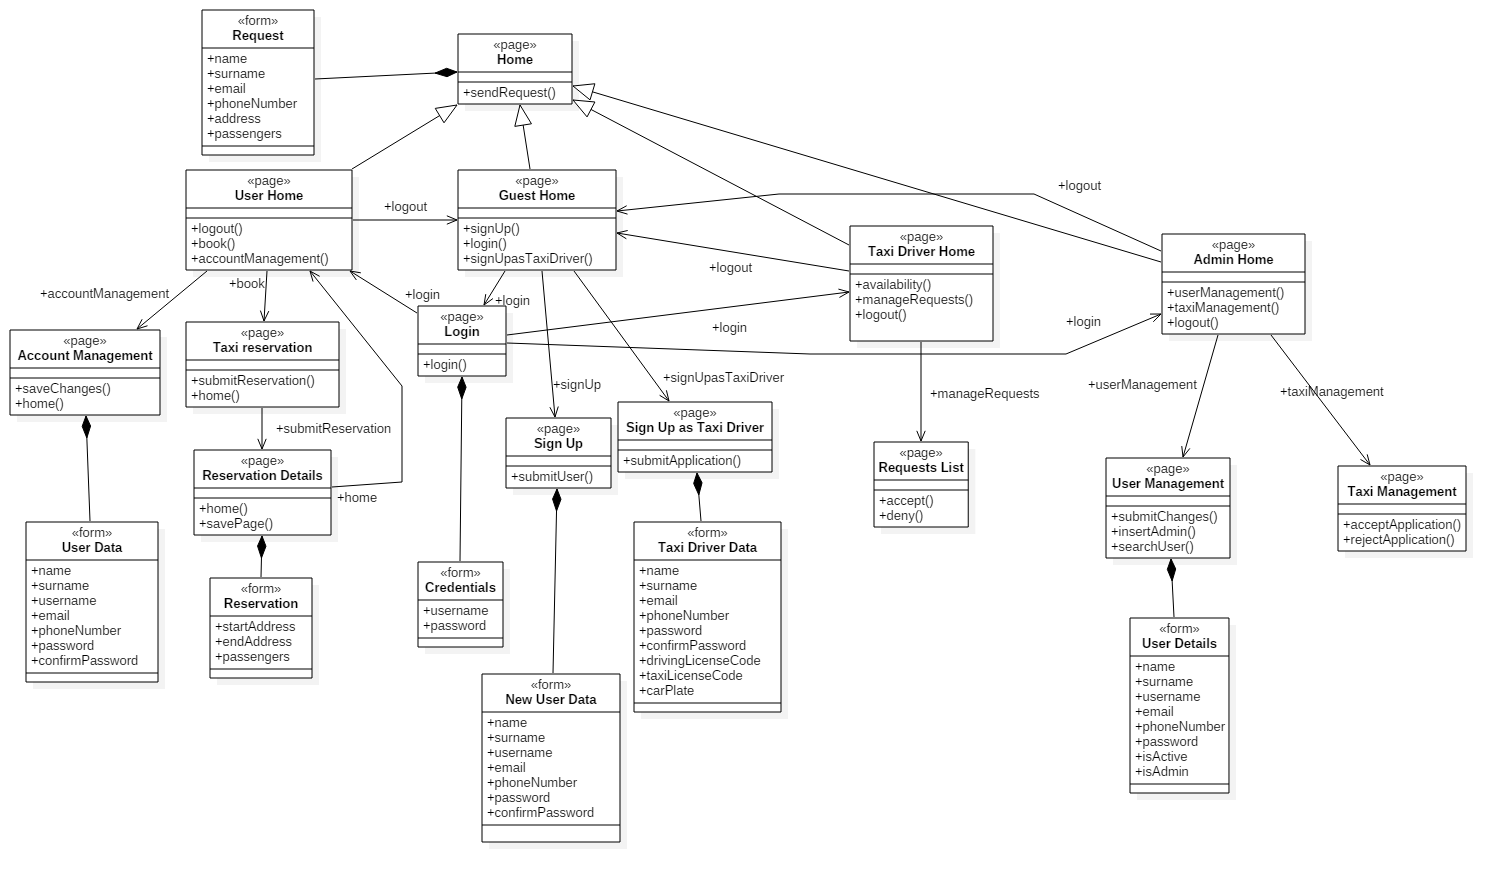 «form»
Request
+name
+surname
+email
+phoneNumber
+address
+passengers
«page»
Home
+sendRequest()
«page»
User Home
+logout()
+book()
+accountManagement()
+logout
«page»
Guest Home
+signUp()
+login()
+signUpasTaxiDriver()
+logout
+logout
«page»
Taxi Driver Home
+availability()
+manageRequests()
+logout()
«page»
Admin Home
+userManagement()
+taxiManagement()
+logout()
+accountManagement
+book
+login
+login
+login
+login
«page»
Account Management
+saveChanges()
+home()
«page»
Taxi reservation
+submitReservation()
+home()
«page»
Login
+login()
+submitReservation
+signUp
+signUpasTaxiDriver
+manageRequests
+userManagement
+taxiManagement
«page»
Reservation Details
+home()
+savePage()
+home
«page»
Sign Up
+submitUser()
«page»
Sign Up as Taxi Driver
+submitApplication()
«page»
Requests List
+accept()
+deny()
«page»
User Management
+submitChanges()
+insertAdmin()
+searchUser()
«page»
Taxi Management
+acceptApplication()
+rejectApplication()
«form»
User Data
+name
+surname
+username
+email
+phoneNumber
+password
+confirmPassword
«form»
Reservation
+startAddress
+endAddress
+passengers
«form»
Credentials
+username
+password
«form»
New User Data
+name
+surname
+username
+email
+phoneNumber
+password
+confirmPassword
«form»
Taxi Driver Data
+name
+surname
+email
+phoneNumber
+password
+confirmPassword
+drivingLicenseCode
+taxiLicenseCode
+carPlate
«form»
User Details
+name
+surname
+username
+email
+phoneNumber
+password
+isActive
+isAdmin